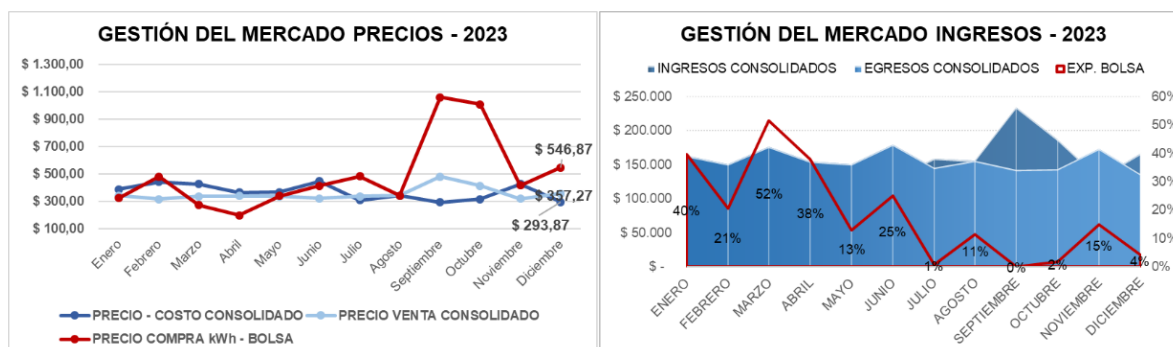 GESTIÓN DEL MERCADO PRECIOS - 2023
$ 1.300,00
$ 1.100,00
$ 900,00
$ 700,00
$ 500,00
$ 300,00
$ 100,00
$ 546,87
$ 357,27
$ 293,87
Enero
Febrero
Marzo
Abril
Mayo
Junio
Julio
Agosto
Septiembre
Octubre
Noviembre
Diciembre
PRECIO - COSTO CONSOLIDADO
PRECIO VENTA CONSOLIDADO
PRECIO COMPRA kWh - BOLSA
GESTIÓN DEL MERCADO INGRESOS - 2023
INGRESOS CONSOLIDADOS
EGRESOS CONSOLIDADOS
EXP. BOLSA
$ 250.000
$ 200.000
$ 150.000
$ 100.000
$ 50.000
$ -
60%
50%
40%
30%
20%
10%
0%
40%
21%
52%
38%
13%
25%
1%
11%
0%
2%
15%
4%
ENERO
FEBRERO
MARZO
ABRIL
MAYO
JUNIO
JULIO
AGOSTO
SEPTIEMBRE
OCTUBRE
NOVIEMBRE
DICIEMBRE